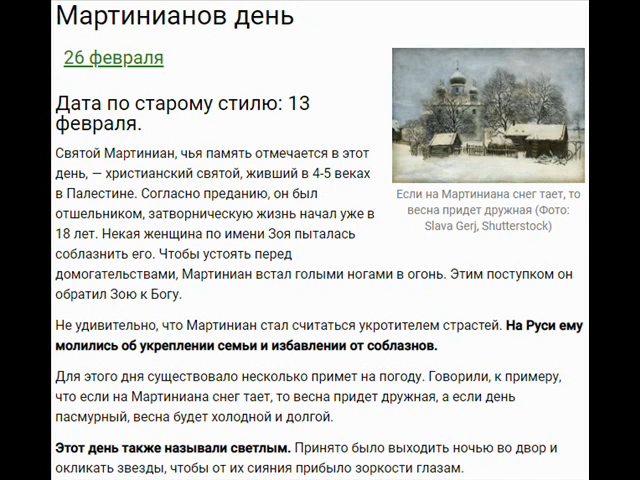 Мартинианов день
26 февраля
Дата по старому стилю: 13
февраля.
Святой Мартиниан, чья память отмечается в этот
день, — христианский святой, живший в 4-5 веках
в Палестине. Согласно преданию, он был
отшельником, затворническую жизнь начал уже в
18 лет. Некая женщина по имени Зоя пыталась
соблазнить его. Чтобы устоять перед
домогательствами, Мартиниан встал голыми ногами в огонь. Этим поступком он
обратил Зою к Богу.
Если на Мартиниана снег тает, то
весна придет дружная (Фото:
Slava Gerj, Shutterstock)
Не удивительно, что Мартиниан стал считаться укротителем страстей. На Руси ему
молились об укреплении семьи и избавлении от соблазнов.
Для этого дня существовало несколько примет на погоду. Говорили, к примеру,
что если на Мартиниана снег тает, то весна придет дружная, а если день
пасмурный, весна будет холодной и долгой.
Этот день также называли светлым. Принято было выходить ночью во двор и
окликать звезды, чтобы от их сияния прибыло зоркости глазам.